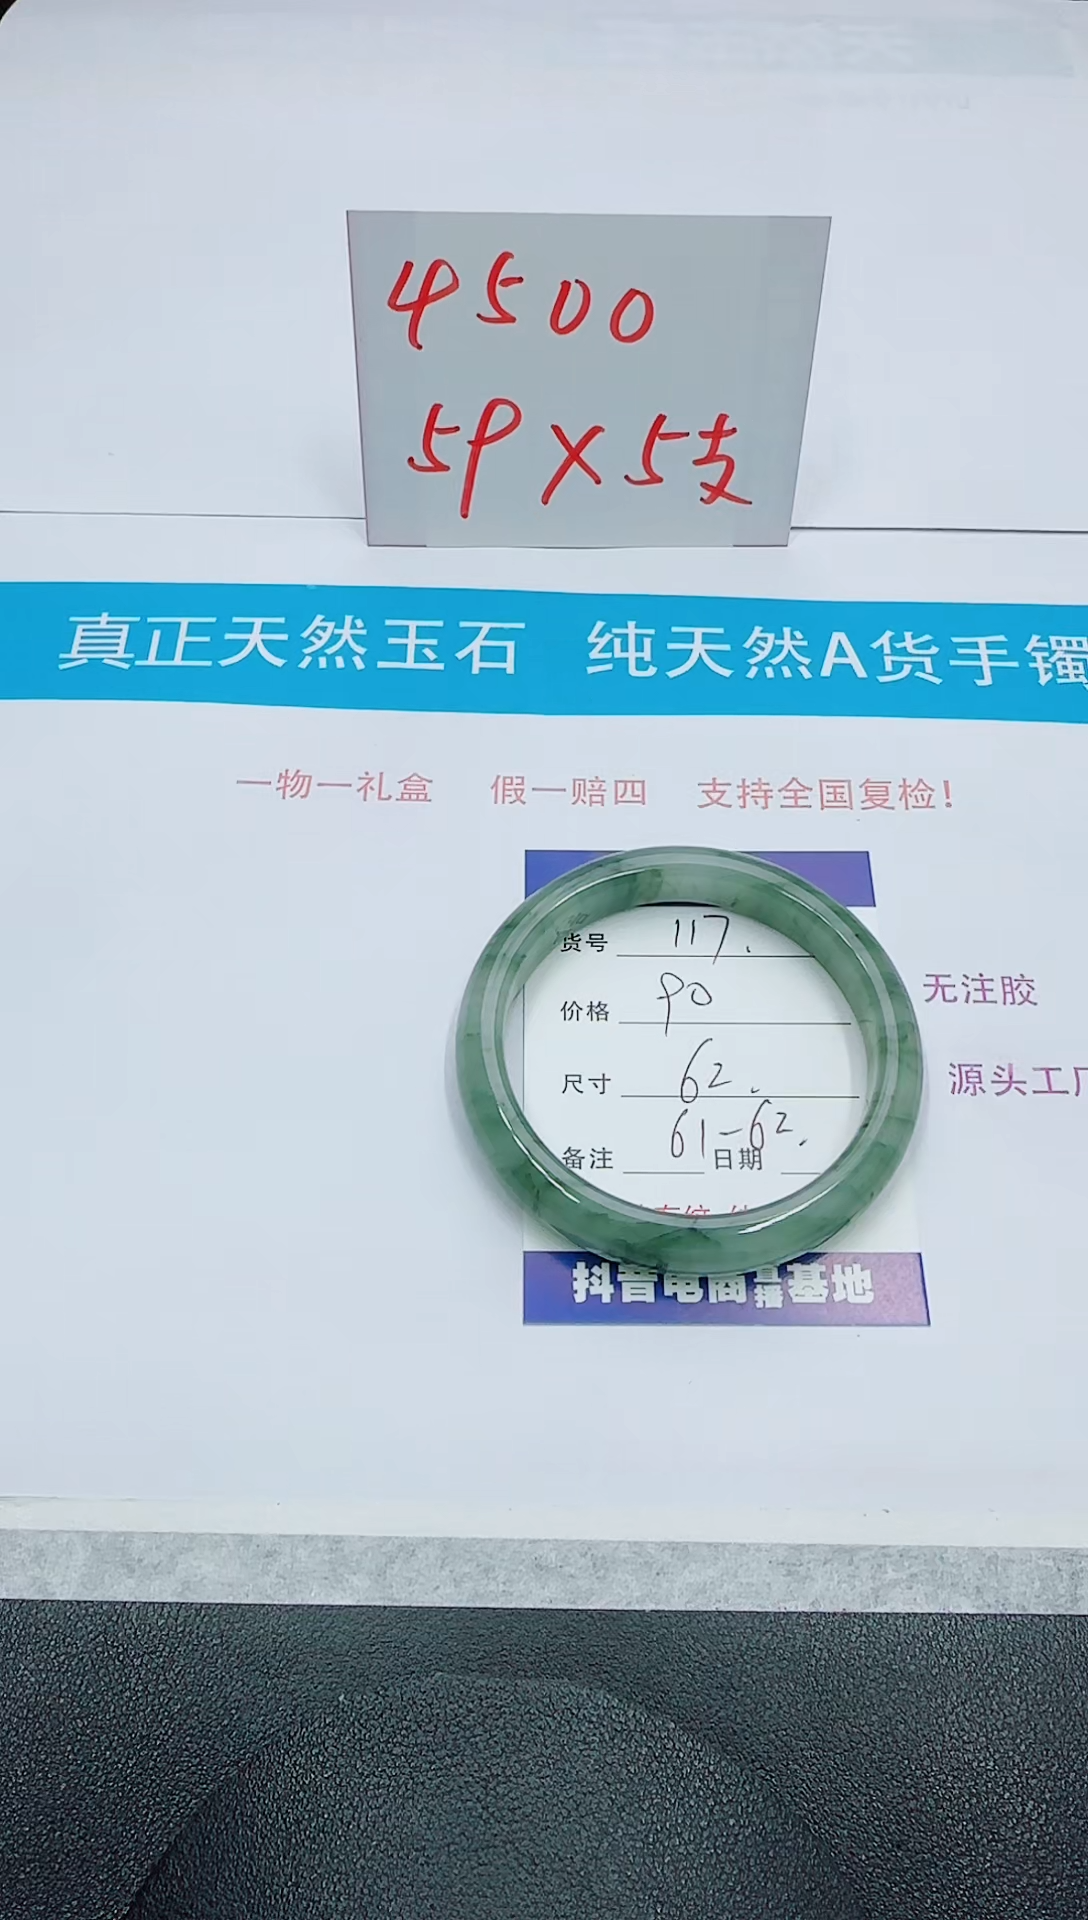 4500
59×5支
真正天然玉石 纯天然A货手镯
一物一礼盒 假一赔四 支持全国复检!
货号 117.
无注胶
价格 90
尺寸 62.
源头工厂
61-62.
备注 日期
抖音电商直播基地